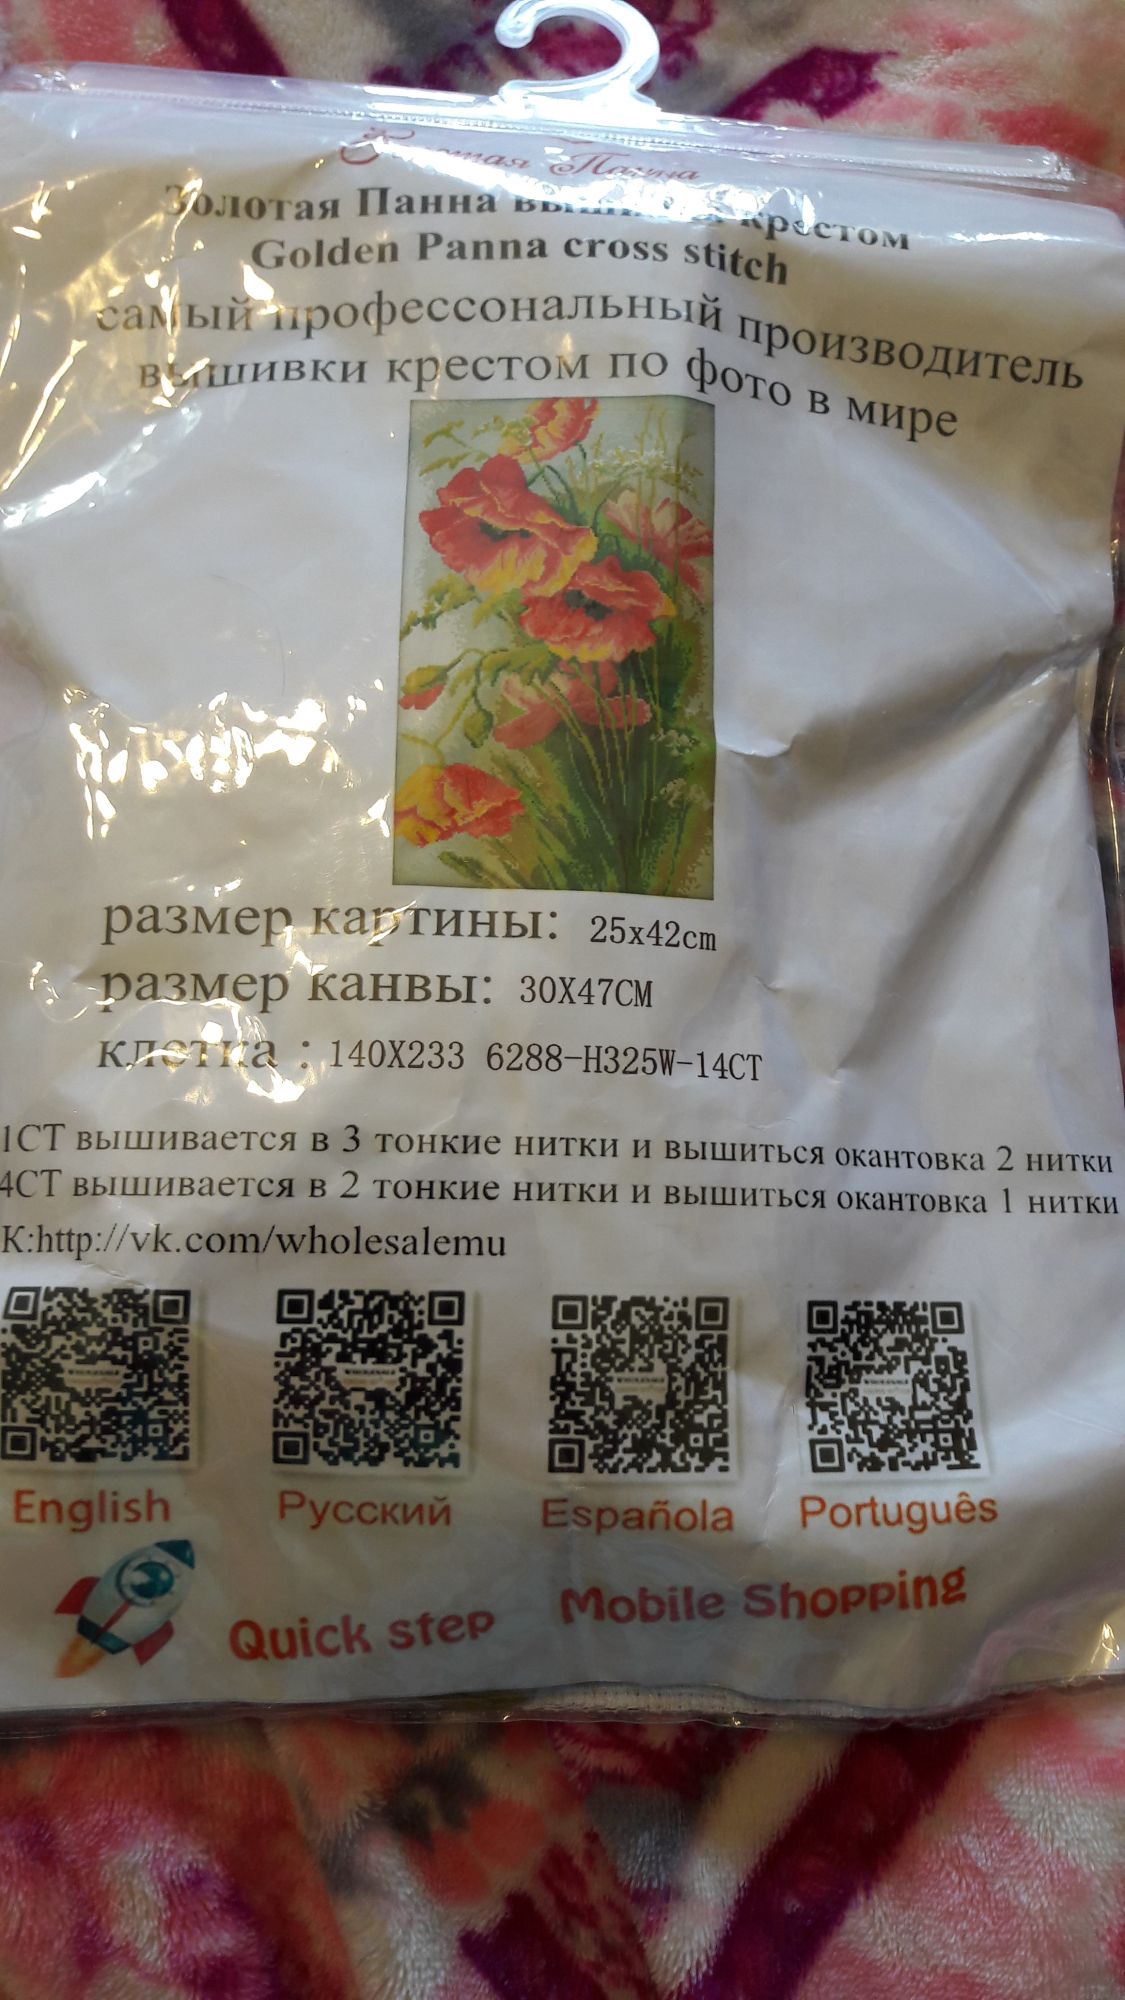 Панна
Золотая Панна крестом
Golden Panna cross stitch
самый профессональный производитель
вышивки крестом по фото в мире
размер картины: 25x42cm
размер канвы: 30X47CM
клетка : 140X233 6288-H325W-14CT
1CT вышивается в 3 тонкие нитки и вышиться окантовка 2 нитки
4CT вышивается в 2 тонкие нитки и вышиться окантовка 1 нитки
K:http://vk.com/wholesalemu
English Русский Española Português
Quick step Mobile Shopping